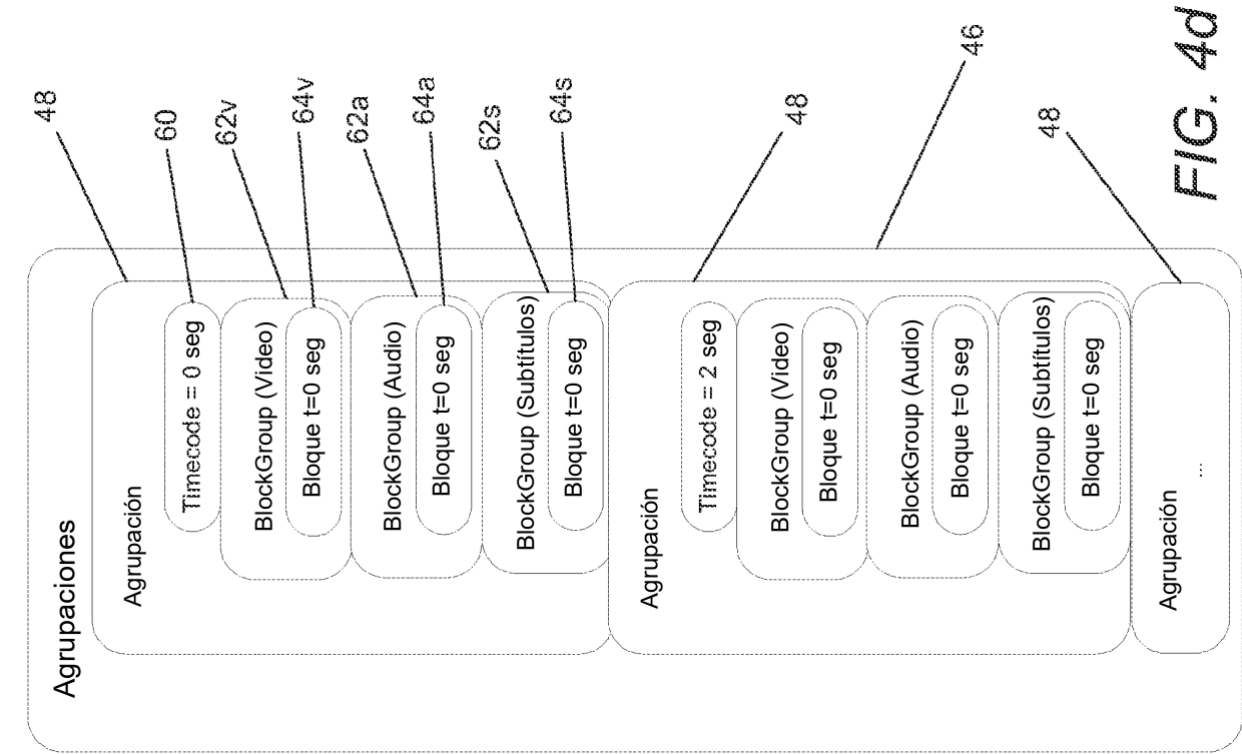 Agrupaciones
Agrupación
48
Timecode = 0 seg
60
BlockGroup (Video)
62v
Bloque t=0 seg
64v
BlockGroup (Audio)
62a
Bloque t=0 seg
64a
BlockGroup (Subtítulos)
62s
Bloque t=0 seg
64s
Agrupación
48
Timecode = 2 seg
BlockGroup (Video)
Bloque t=0 seg
BlockGroup (Audio)
Bloque t=0 seg
BlockGroup (Subtítulos)
Bloque t=0 seg
46
Agrupación
48
...
FIG. 4d